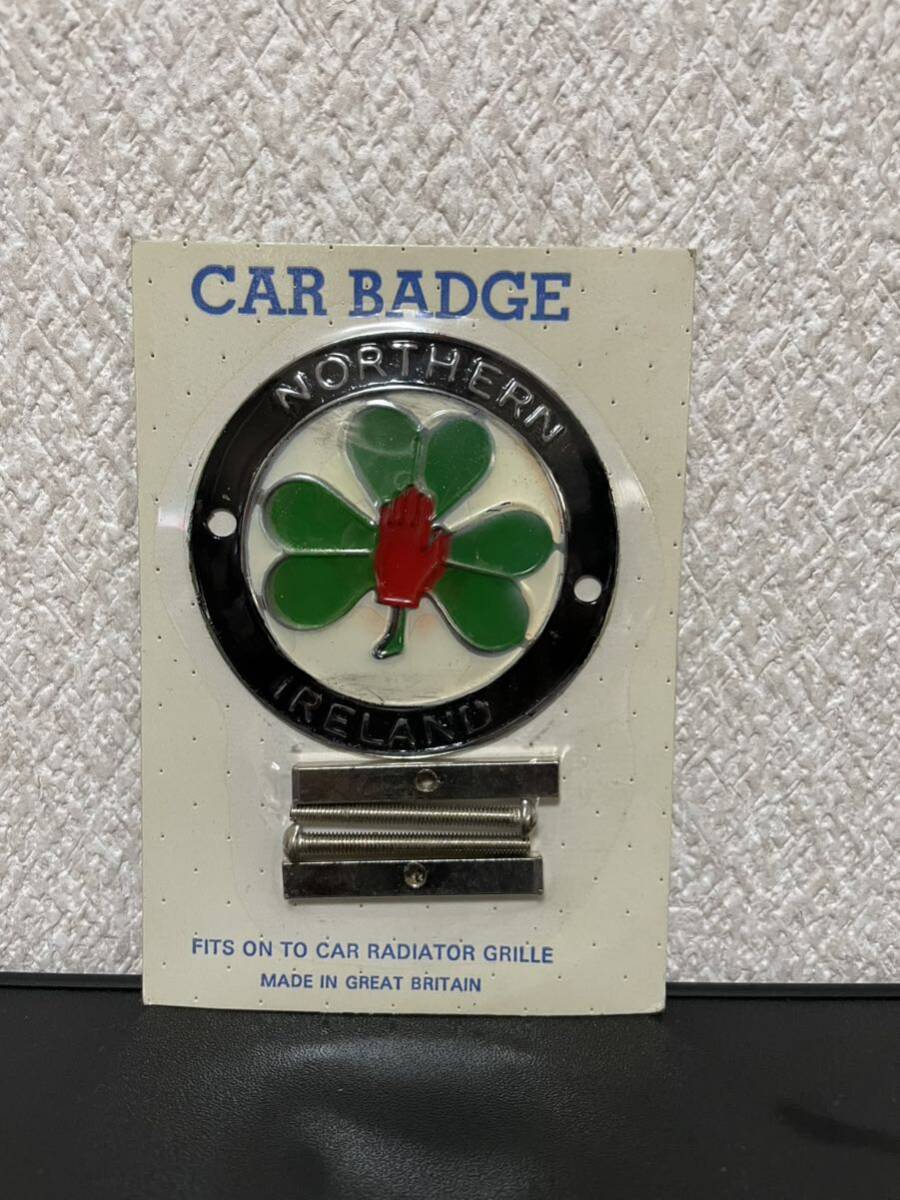 CAR BADGE
NORTHERN
IRELAND
FITS ON TO CAR RADIATOR GRILLE
MADE IN GREAT BRITAIN